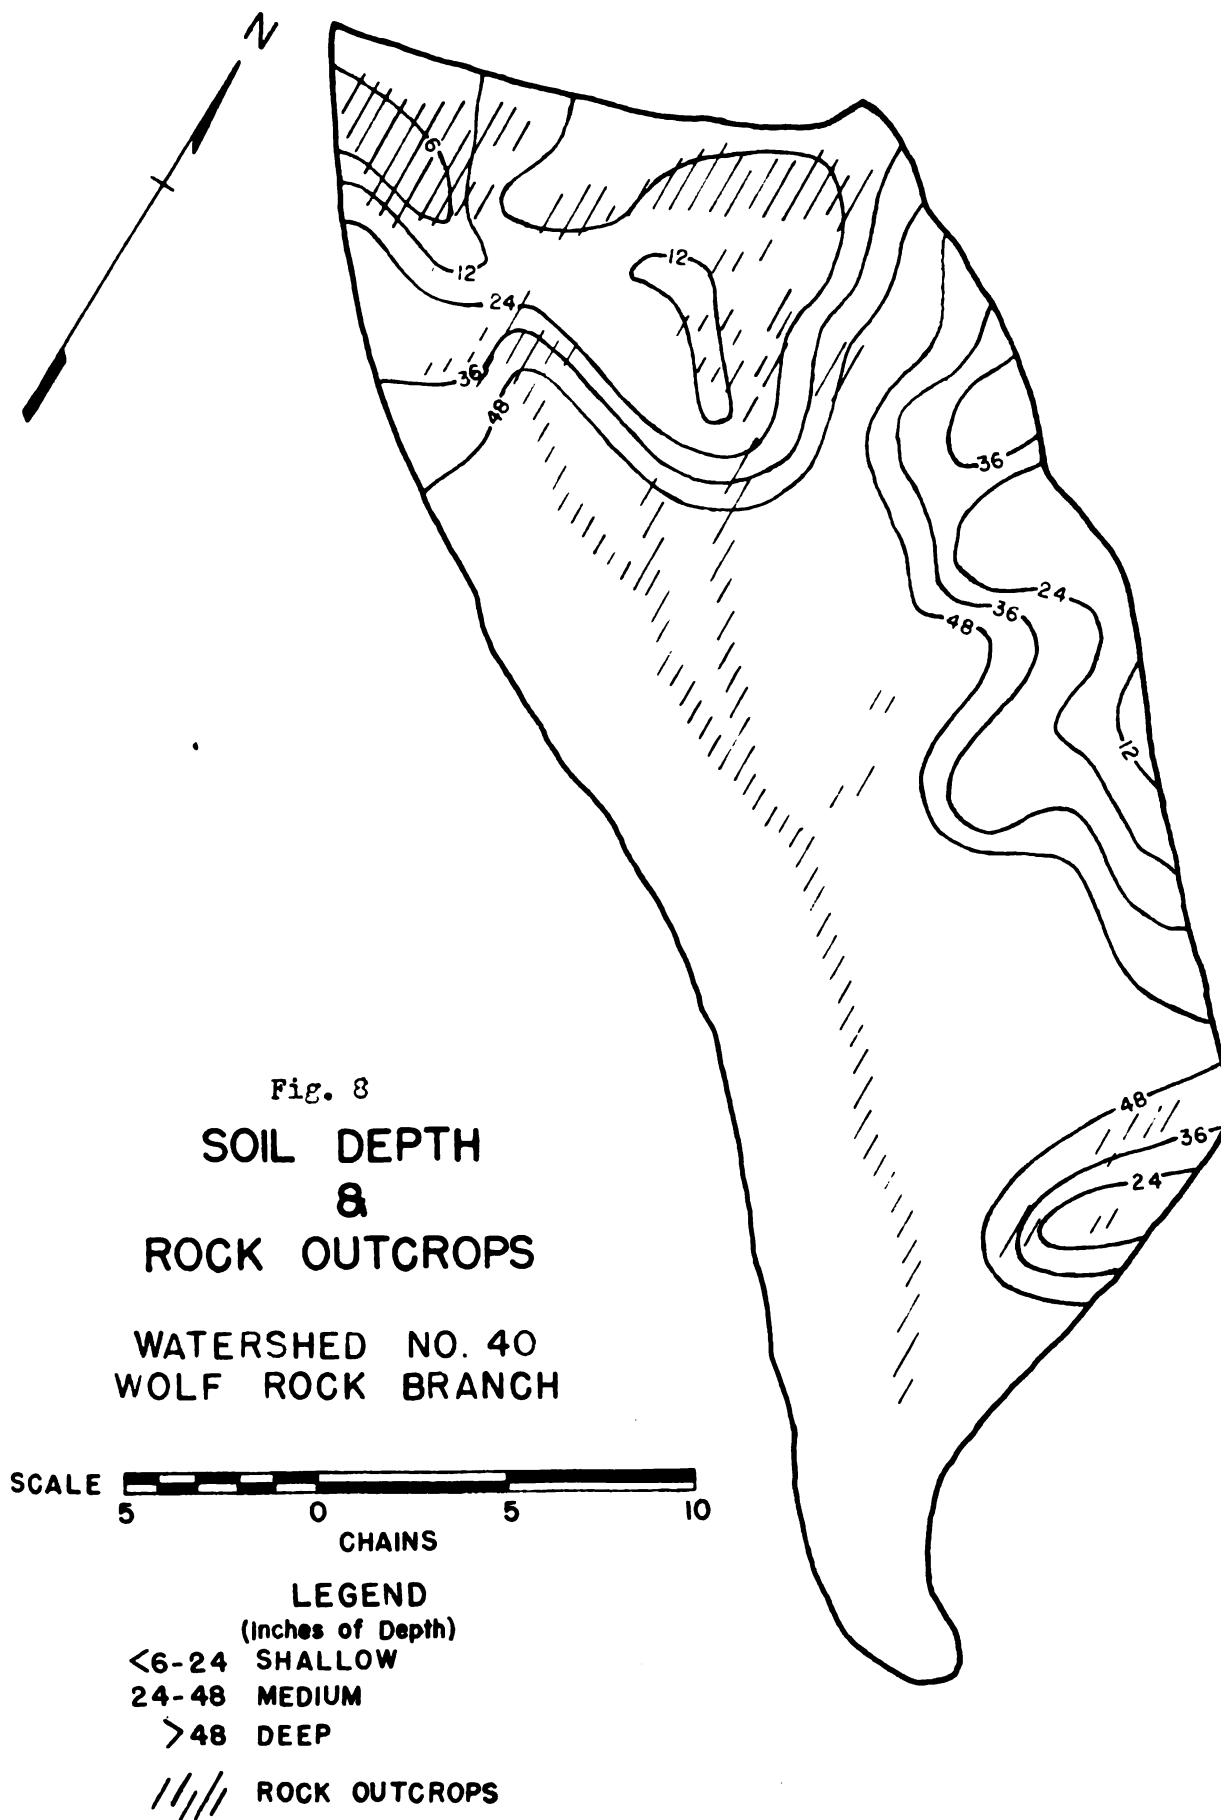 N
6
12
24
36
48
12
36
24
36
48
12
48
36
24
Fig. 8
SOIL DEPTH
&
ROCK OUTCROPS
WATERSHED NO. 40
WOLF ROCK BRANCH
SCALE
5 0 5 10
CHAINS
LEGEND
(Inches of Depth)
<6-24 SHALLOW
24-48 MEDIUM
>48 DEEP
ROCK OUTCROPS